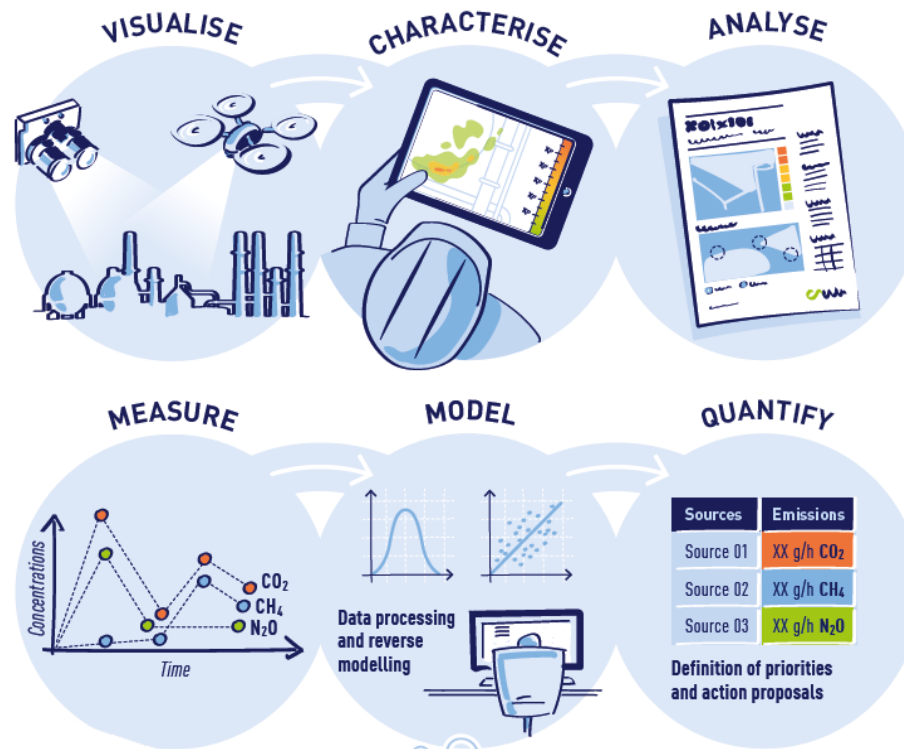 VISUALISE
CHARACTERISE
ANALYSE
MEASURE
MODEL
QUANTIFY
Concentrations
Time
CO₂
CH₄
N₂O
Data processing
and reverse
modelling
Sources Emissions
Source 01 XX g/h CO₂
Source 02 XX g/h CH₄
Source 03 XX g/h N₂O
Definition of priorities
and action proposals